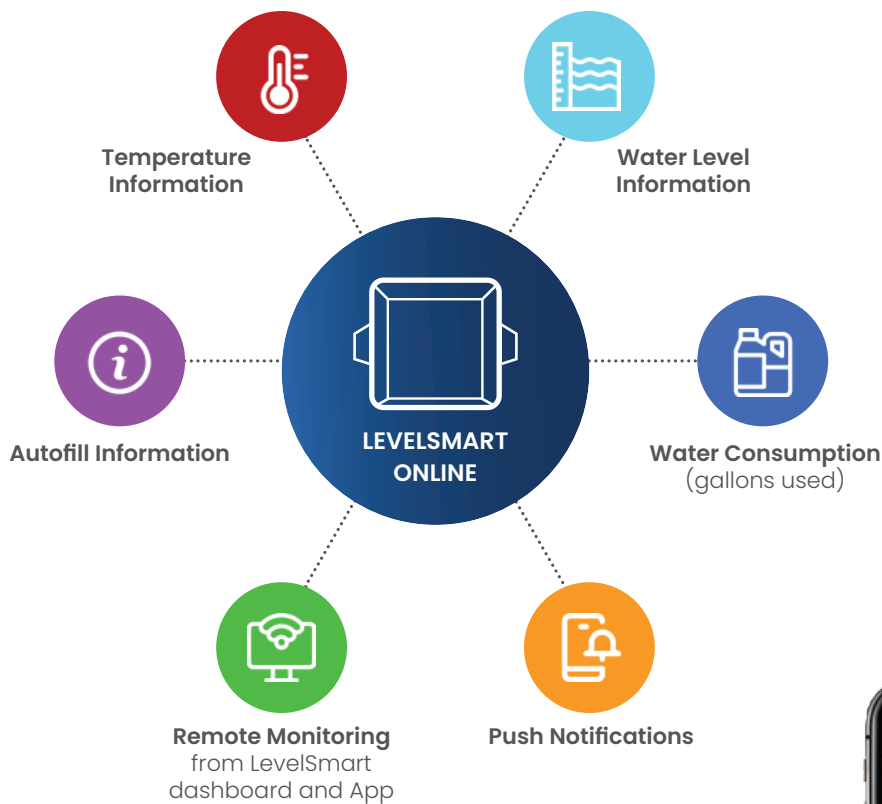 Temperature
Information
Water Level
Information
LEVELSMART
ONLINE
Autofill Information
Water Consumption
(gallons used)
Remote Monitoring
from LevelSmart
dashboard and App
Push Notifications